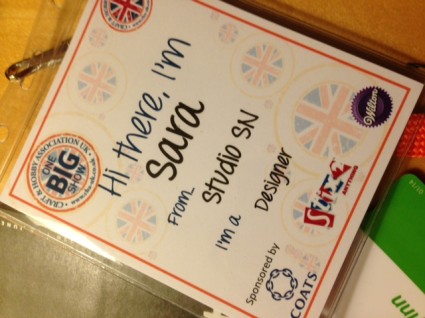 CRAFT & HOBBY ASSOCIATION UK
ONE
BIG
SHOW
Hi there, I'm
Sara
From Studio SN
I'm a Designer
Sponsored by
COATS
Wilton